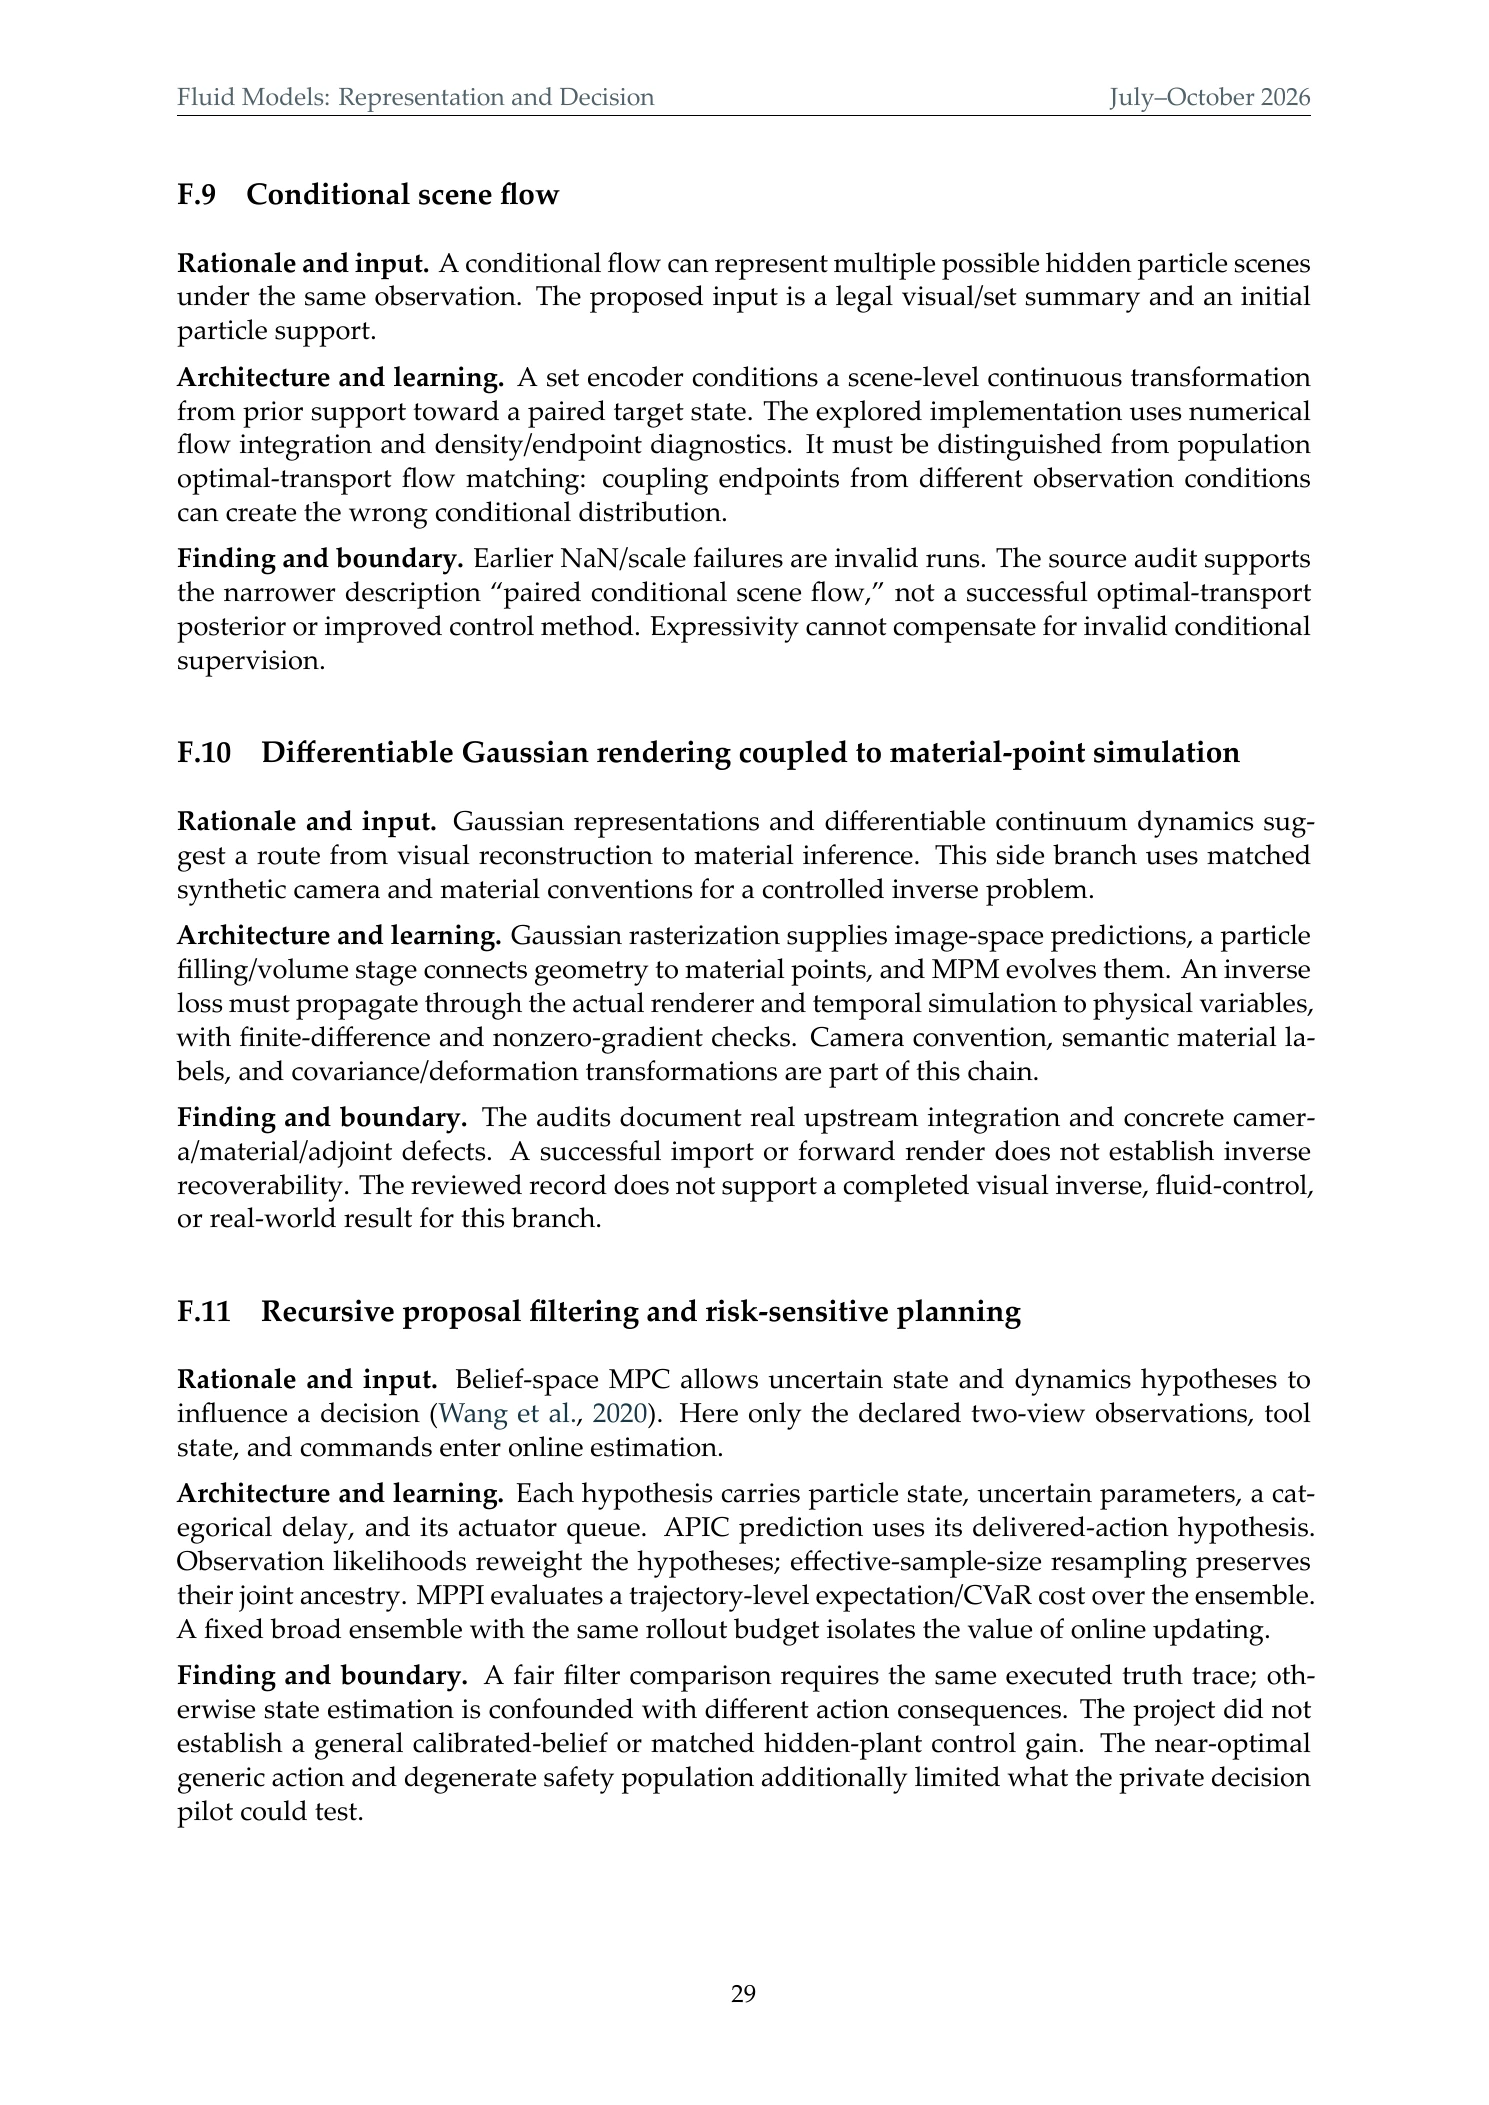 Fluid Models: Representation and Decision July–October 2026
F.9 Conditional scene flow
Rationale and input. A conditional flow can represent multiple possible hidden particle scenes
under the same observation. The proposed input is a legal visual/set summary and an initial
particle support.
Architecture and learning. A set encoder conditions a scene-level continuous transformation
from prior support toward a paired target state. The explored implementation uses numerical
flow integration and density/endpoint diagnostics. It must be distinguished from population
optimal-transport flow matching: coupling endpoints from different observation conditions
can create the wrong conditional distribution.
Finding and boundary. Earlier NaN/scale failures are invalid runs. The source audit supports
the narrower description “paired conditional scene flow,” not a successful optimal-transport
posterior or improved control method. Expressivity cannot compensate for invalid conditional
supervision.
F.10 Differentiable Gaussian rendering coupled to material-point simulation
Rationale and input. Gaussian representations and differentiable continuum dynamics sug-
gest a route from visual reconstruction to material inference. This side branch uses matched
synthetic camera and material conventions for a controlled inverse problem.
Architecture and learning. Gaussian rasterization supplies image-space predictions, a particle
filling/volume stage connects geometry to material points, and MPM evolves them. An inverse
loss must propagate through the actual renderer and temporal simulation to physical variables,
with finite-difference and nonzero-gradient checks. Camera convention, semantic material la-
bels, and covariance/deformation transformations are part of this chain.
Finding and boundary. The audits document real upstream integration and concrete camer-
a/material/adjoint defects. A successful import or forward render does not establish inverse
recoverability. The reviewed record does not support a completed visual inverse, fluid-control,
or real-world result for this branch.
F.11 Recursive proposal filtering and risk-sensitive planning
Rationale and input. Belief-space MPC allows uncertain state and dynamics hypotheses to
influence a decision (Wang et al., 2020). Here only the declared two-view observations, tool
state, and commands enter online estimation.
Architecture and learning. Each hypothesis carries particle state, uncertain parameters, a cat-
egorical delay, and its actuator queue. APIC prediction uses its delivered-action hypothesis.
Observation likelihoods reweight the hypotheses; effective-sample-size resampling preserves
their joint ancestry. MPPI evaluates a trajectory-level expectation/CVaR cost over the ensemble.
A fixed broad ensemble with the same rollout budget isolates the value of online updating.
Finding and boundary. A fair filter comparison requires the same executed truth trace; oth-
erwise state estimation is confounded with different action consequences. The project did not
establish a general calibrated-belief or matched hidden-plant control gain. The near-optimal
generic action and degenerate safety population additionally limited what the private decision
pilot could test.
29